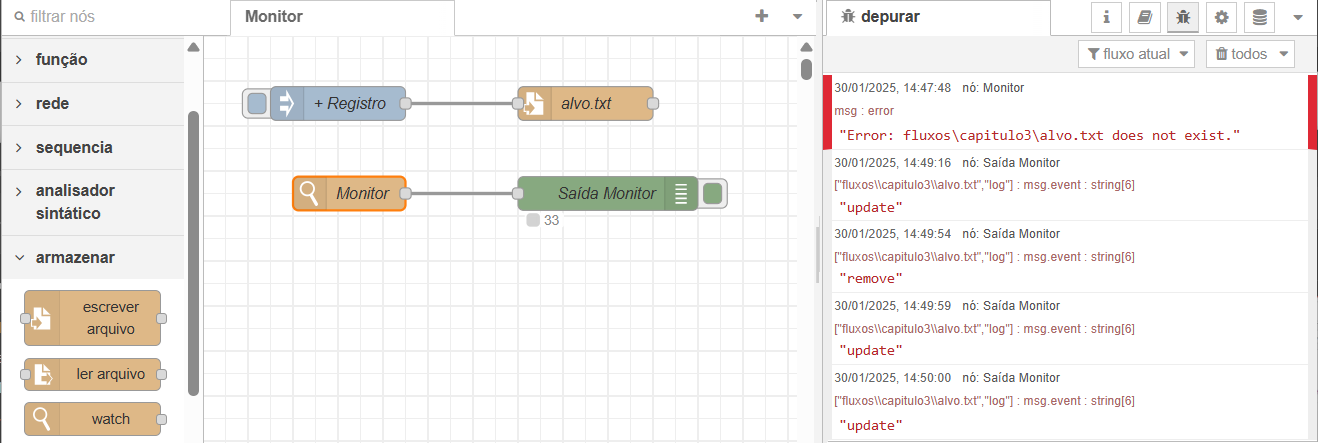 filtrar nós
função
rede
sequencia
analisador
sintático
armazenar
escrever
arquivo
ler arquivo
watch
Monitor
+ Registro
alvo.txt
Monitor
Saída Monitor
33
depurar
fluxo atual
todos
30/01/2025, 14:47:48 nó: Monitor
msg : error
"Error: fluxos\capitulo3\alvo.txt does not exist."
30/01/2025, 14:49:16 nó: Saída Monitor
["fluxos\\capitulo3\\alvo.txt","log"] : msg.event : string[6]
"update"
30/01/2025, 14:49:54 nó: Saída Monitor
["fluxos\\capitulo3\\alvo.txt","log"] : msg.event : string[6]
"remove"
30/01/2025, 14:49:59 nó: Saída Monitor
["fluxos\\capitulo3\\alvo.txt","log"] : msg.event : string[6]
"update"
30/01/2025, 14:50:00 nó: Saída Monitor
["fluxos\\capitulo3\\alvo.txt","log"] : msg.event : string[6]
"update"